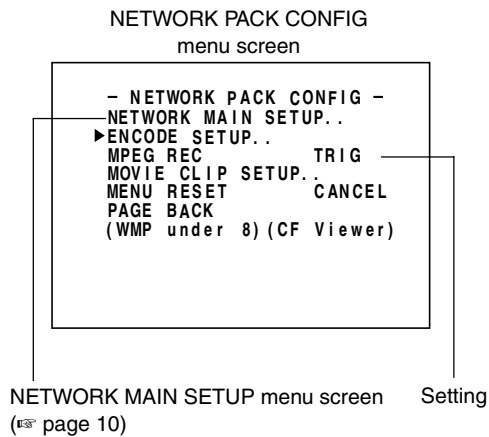 NETWORK PACK CONFIG
menu screen
– NETWORK PACK CONFIG –
NETWORK MAIN SETUP..
▶ENCODE SETUP..
MPEG REC TRIG
MOVIE CLIP SETUP..
MENU RESET CANCEL
PAGE BACK
(WMP under 8)(CF Viewer)
NETWORK MAIN SETUP menu screen
(☞ page 10)
Setting